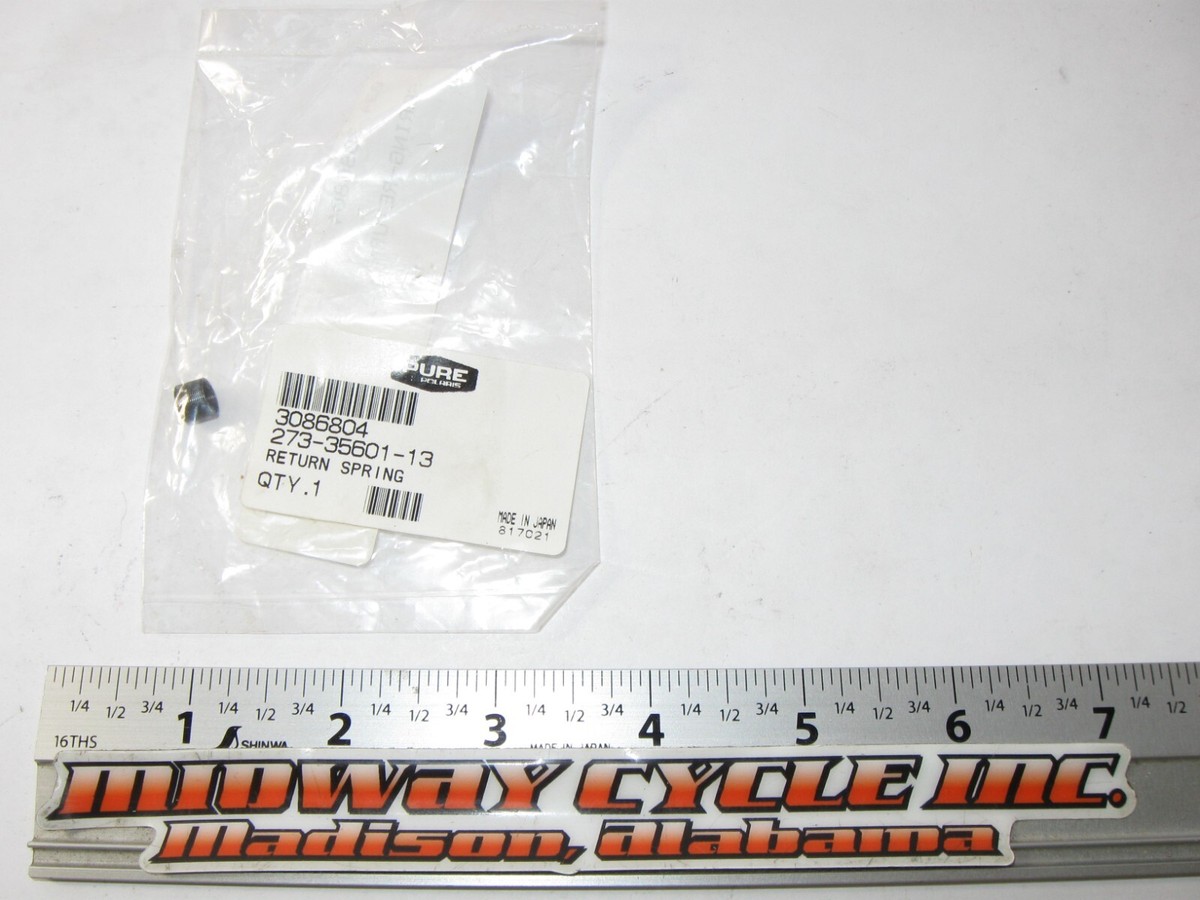 PURE
POLARIS
3086804
273-35601-13
RETURN SPRING
QTY.1
MADE IN JAPAN
817021
1/4 1/2 3/4 1 1/4 1/2 3/4 2 1/4 1/2 3/4 3 1/4 1/2 3/4 4 1/4 1/2 3/4 5 1/4 1/2 3/4 6 1/4 1/2 3/4 7 1/4 1/2
16THS SHINWA MADE IN JAPAN
MIDWAY CYCLE INC.
Madison, Alabama